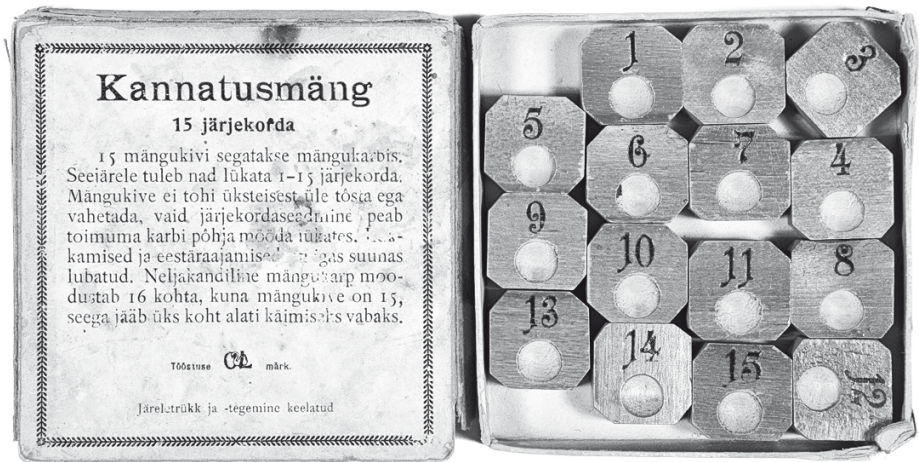 Kannatusmäng
15 järjekorda
15 mängukivi segatakse mängukarbis.
Seejärele tuleb nad lükata 1–15 järjekorda.
Mängukive ei tohi üksteisest üle tõsta ega
vahetada, vaid järjekordaseadmine peab
toimuma karbi põhja mööda lükates.
kamised ja eestäraajamised suunas
lubatud. Neljakandiline mängukarp moo-
dustab 16 kohta, kuna mängukive on 15,
seega jääb üks koht alati käimiseks vabaks.
Tööstuse CL märk.
Järeletrükk ja -tegemine keelatud
1 2 3
5 6 7 4
9 10 11 8
13 14 15 12